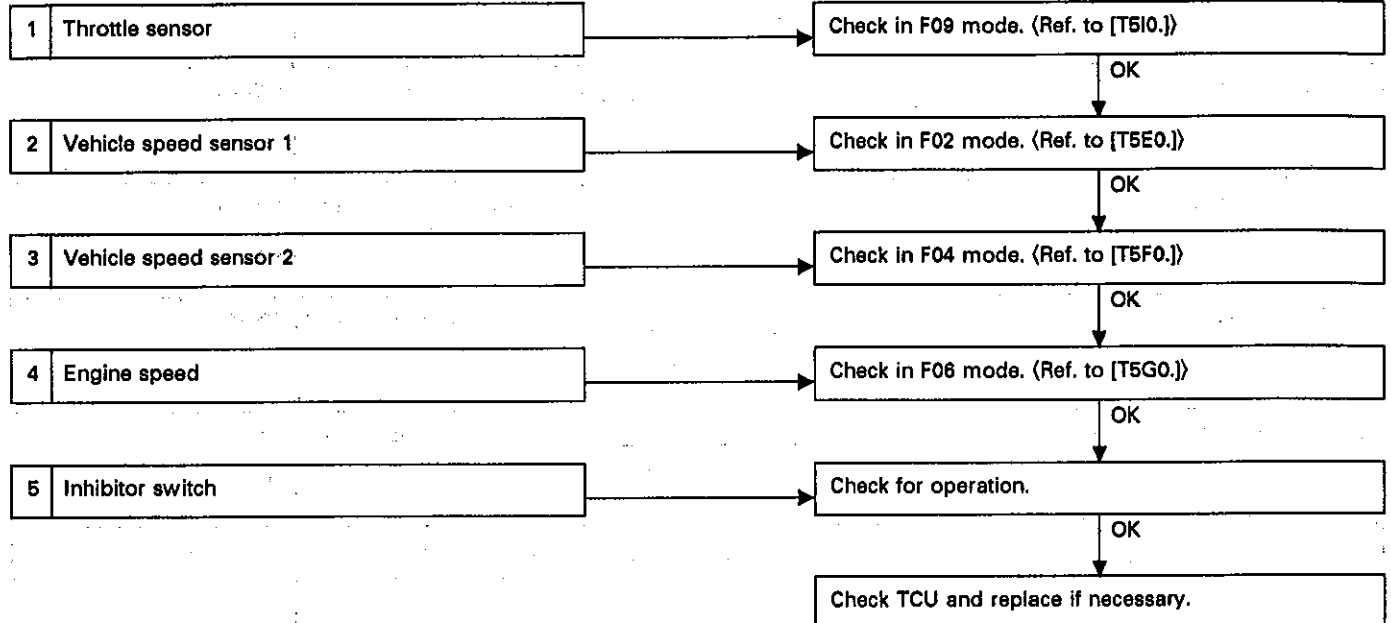 1 Throttle sensor
Check in F09 mode. ⟨Ref. to [T5I0.]⟩
OK
2 Vehicle speed sensor 1
Check in F02 mode. ⟨Ref. to [T5E0.]⟩
OK
3 Vehicle speed sensor 2
Check in F04 mode. ⟨Ref. to [T5F0.]⟩
OK
4 Engine speed
Check in F06 mode. ⟨Ref. to [T5G0.]⟩
OK
5 Inhibitor switch
Check for operation.
OK
Check TCU and replace if necessary.